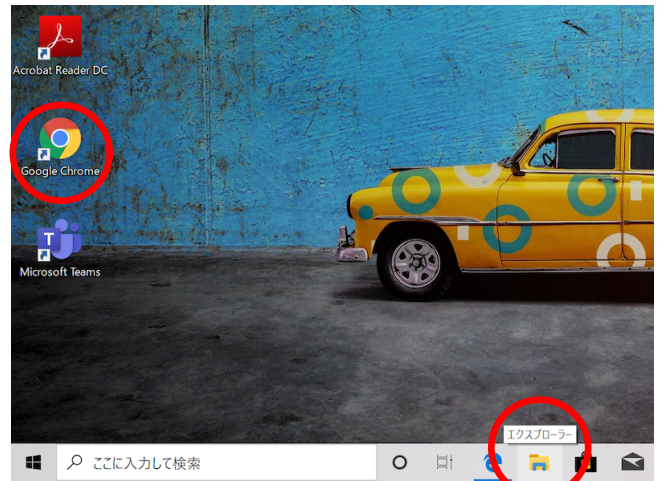 Acrobat Reader DC
Google Chrome
T
Microsoft Teams
エクスプローラー
ここに入力して検索